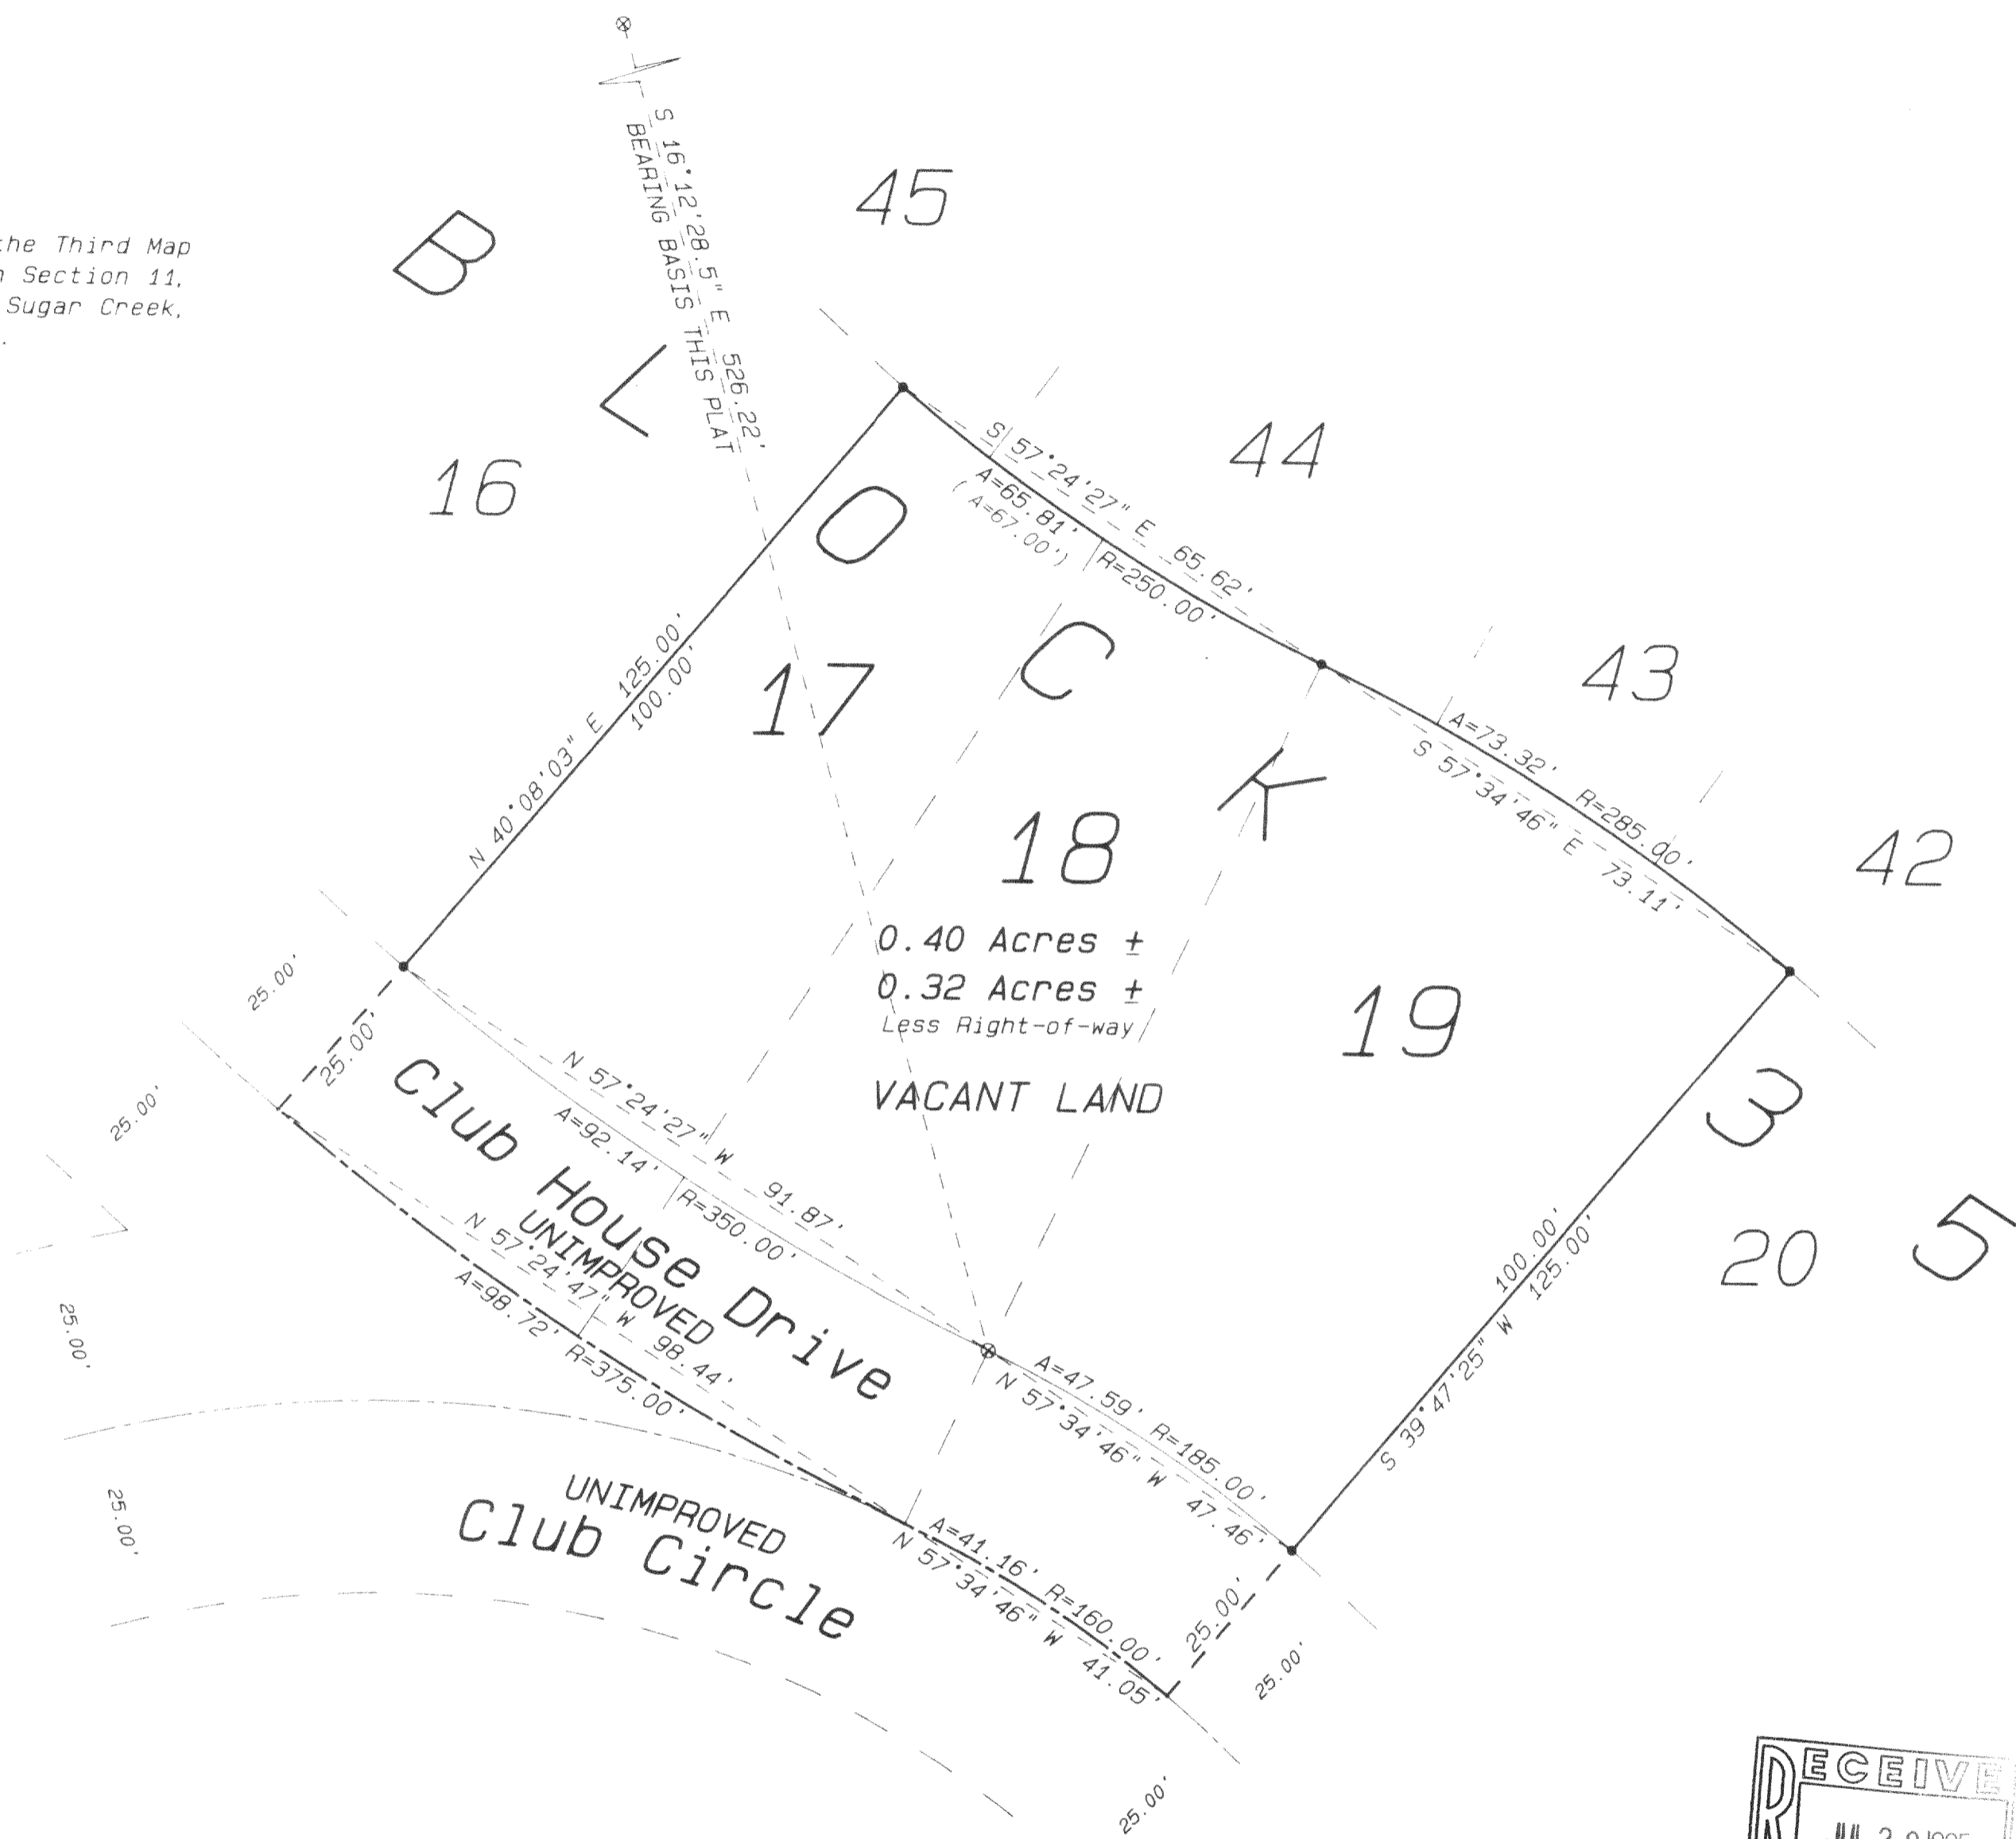 the Third Map
Section 11,
Sugar Creek,
S 16°12'28.5" E 526.22'
BEARING BASIS THIS PLAT
BLOCK 35
45
44
43
42
16
17
18
19
20
S 57°24'27" E 65.62'
A=65.81' R=250.00'
(A=67.00')
A=73.32' R=285.00'
S 57°34'46" E 73.11'
N 40°08'03" E 125.00'
100.00'
0.40 Acres ±
0.32 Acres ±
Less Right-of-way
VACANT LAND
100.00'
S 39°47'25" W 125.00'
25.00'
25.00'
25.00'
N 57°24'27" W 91.87'
A=92.14' R=350.00'
Club House Drive
UNIMPROVED
N 57°24'47" W 98.44'
A=98.72' R=375.00'
A=47.59' R=185.00'
N 57°34'46" W 47.46'
A=41.16' R=160.00'
N 57°34'46" W 41.05'
25.00'
25.00'
25.00'
25.00'
UNIMPROVED
Club Circle
25.00'
RECEIVE